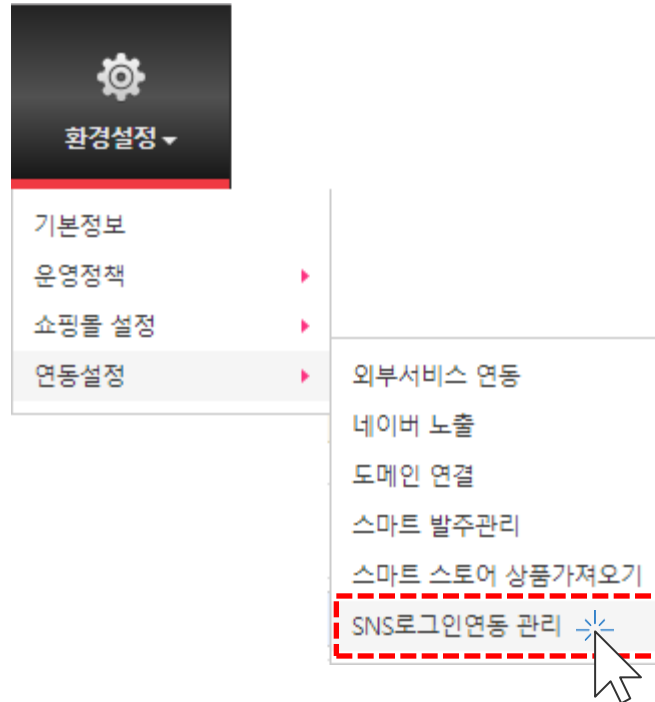 환경설정
기본정보
운영정책
쇼핑몰 설정
연동설정
외부서비스 연동
네이버 노출
도메인 연결
스마트 발주관리
스마트 스토어 상품가져오기
SNS로그인연동 관리